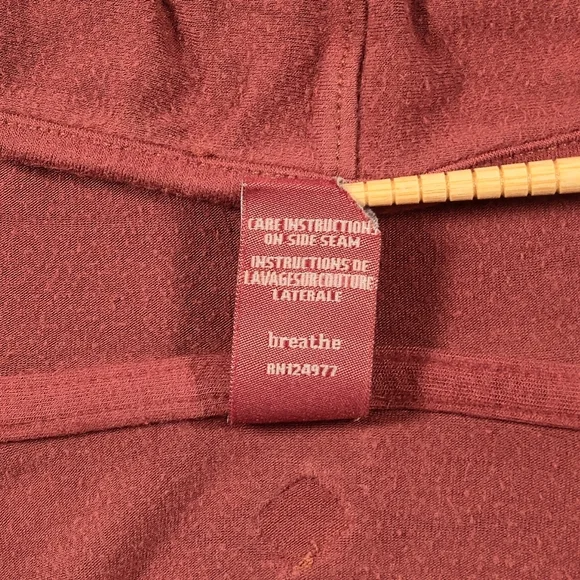 CARE INSTRUCTIONS
ON SIDE SEAM
INSTRUCTIONS DE
LAVAGESURCOUTURE
LATERALE
breathe
RN124977